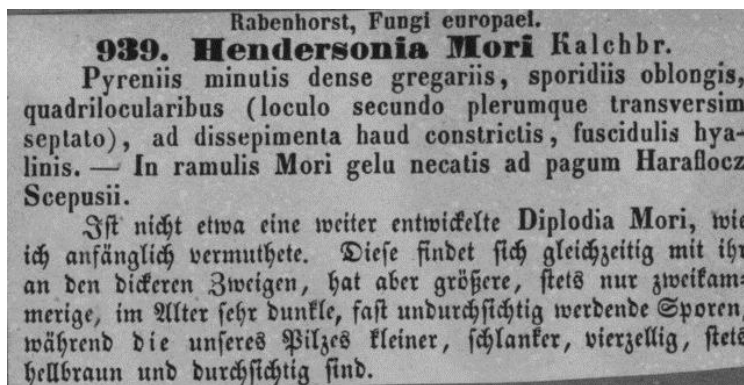 Rabenhorst, Fungi europaei.
939. Hendersonia Mori Kalchbr.
Pyreniis minutis dense gregariis, sporidiis oblongis,
quadrilocularibus (loculo secundo plerumque transversim
septato), ad dissepimenta haud constrictis, fuscidulis hya-
linis. — In ramulis Mori gelu necatis ad pagum Haraflocz
Scepusii.
Ist nicht etwa eine weiter entwickelte Diplodia Mori, wie
ich anfänglich vermuthete. Diese findet sich gleichzeitig mit ihr
an den dickeren Zweigen, hat aber größere, stets nur zweikam=
merige, im Alter sehr dunkle, fast undurchsichtig werdende Sporen,
während die unseres Pilzes kleiner, schlanker, vierzellig, stets
hellbraun und durchsichtig sind.